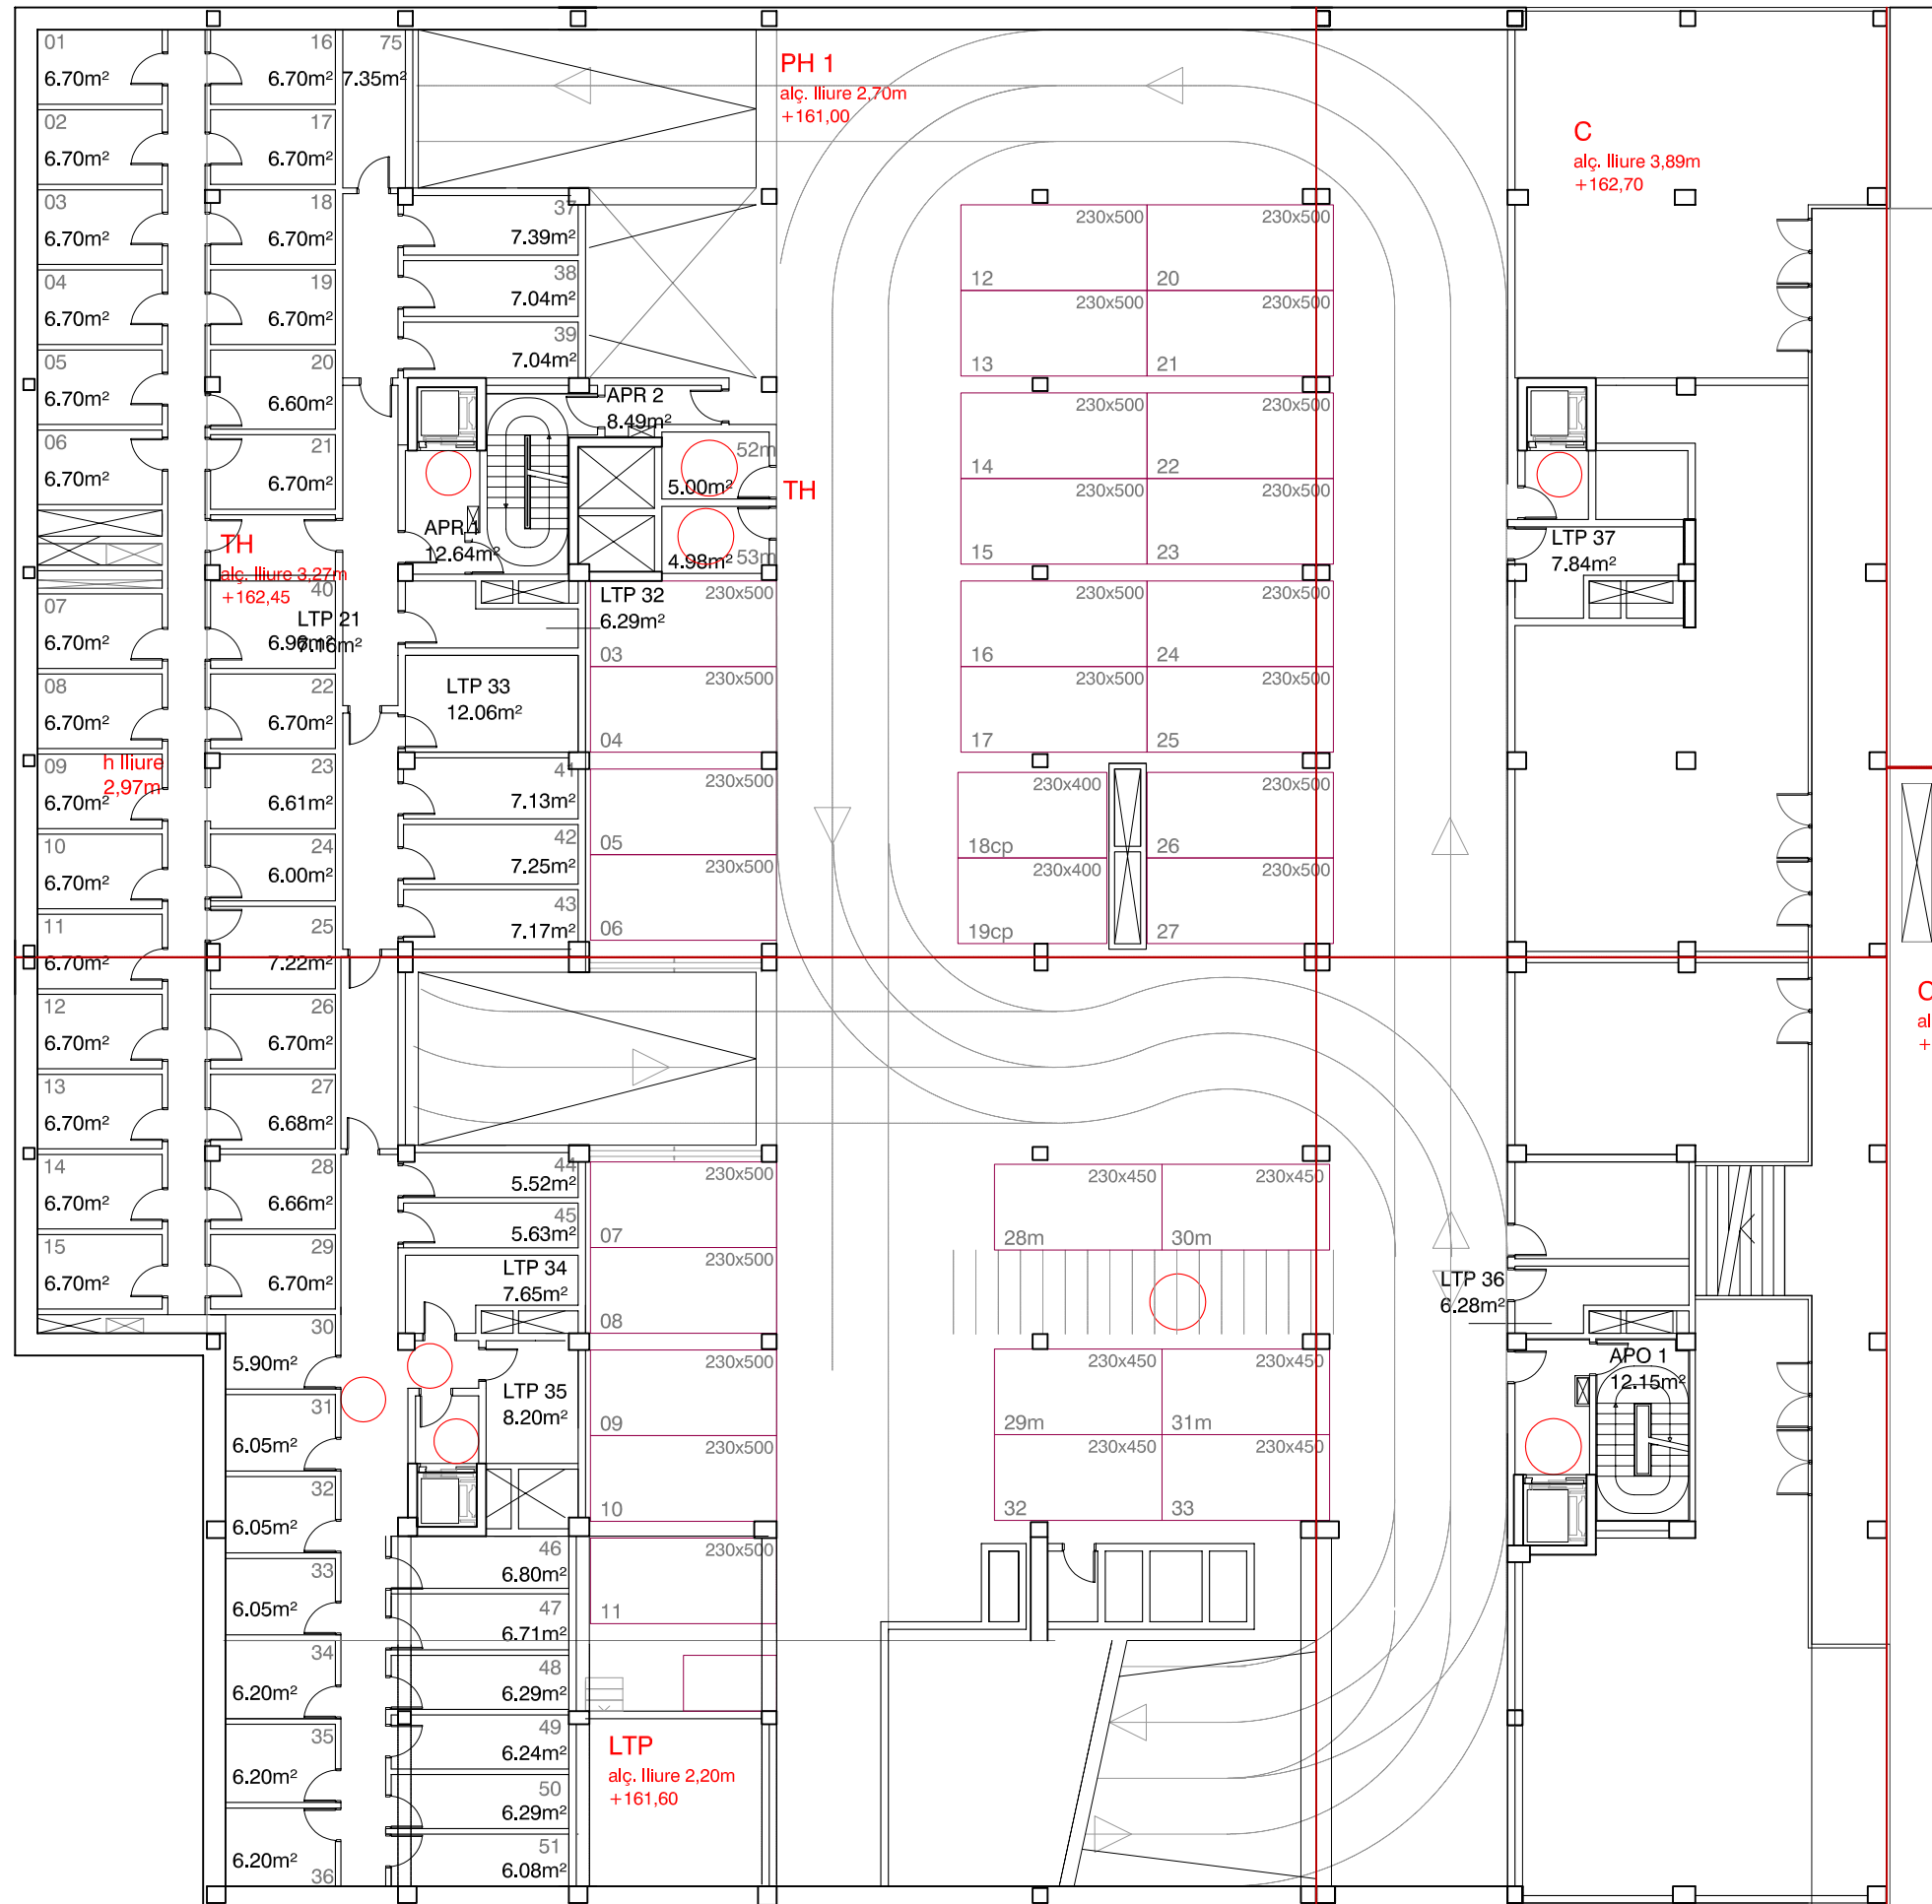 01
6.70m²
02
6.70m²
03
6.70m²
04
6.70m²
05
6.70m²
06
6.70m²
07
6.70m²
08
6.70m²
09
6.70m²
h lliure
2,97m
10
6.70m²
11
6.70m²
12
6.70m²
13
6.70m²
14
6.70m²
15
6.70m²
16
6.70m²
17
6.70m²
18
6.70m²
19
6.70m²
20
6.60m²
21
6.70m²
TH
alç. lliure 3,27m
+162,45
40
6.96m²
LTP 21
7.16m²
22
6.70m²
23
6.61m²
24
6.00m²
25
7.22m²
26
6.70m²
27
6.68m²
28
6.66m²
29
6.70m²
30
5.90m²
31
6.05m²
32
6.05m²
33
6.05m²
34
6.20m²
35
6.20m²
6.20m²
36
75
7.35m²
37
7.39m²
38
7.04m²
39
7.04m²
APR 1
12.64m²
APR 2
8.49m²
52m
5.00m²
4.98m²
53m
TH
LTP 32
6.29m²
LTP 33
12.06m²
41
7.13m²
42
7.25m²
43
7.17m²
44
5.52m²
45
5.63m²
LTP 34
7.65m²
LTP 35
8.20m²
46
6.80m²
47
6.71m²
48
6.29m²
49
6.24m²
50
6.29m²
51
6.08m²
PH 1
alç. lliure 2,70m
+161,00
230x500
03
230x500
04
230x500
05
230x500
06
230x500
07
230x500
08
230x500
09
230x500
10
230x500
11
LTP
alç. lliure 2,20m
+161,60
230x500
12
230x500
20
230x500
13
230x500
21
230x500
14
230x500
22
230x500
15
230x500
23
230x500
16
230x500
24
230x500
17
230x500
25
230x400
18cp
230x500
26
230x400
19cp
230x500
27
230x450
28m
230x450
30m
230x450
29m
230x450
31m
230x450
32
230x450
33
C
alç. lliure 3,89m
+162,70
LTP 37
7.84m²
LTP 36
6.28m²
APO 1
12.15m²
al
+